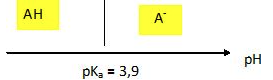 AH
A⁻
pH
pKₐ = 3,9